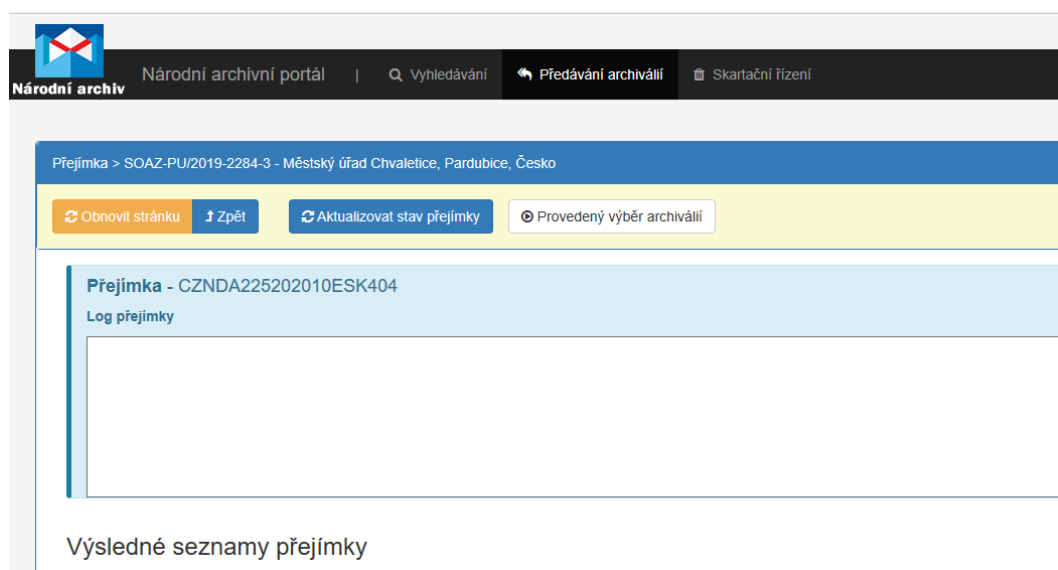 Národní archiv
Národní archivní portál | Vyhledávání Předávání archiválií Skartační řízení
Přejímka > SOAZ-PU/2019-2284-3 - Městský úřad Chvaletice, Pardubice, Česko
Obnovit stránku Zpět Aktualizovat stav přejímky Provedený výběr archiválií
Přejímka - CZNDA225202010ESK404
Log přejímky
Výsledné seznamy přejímky